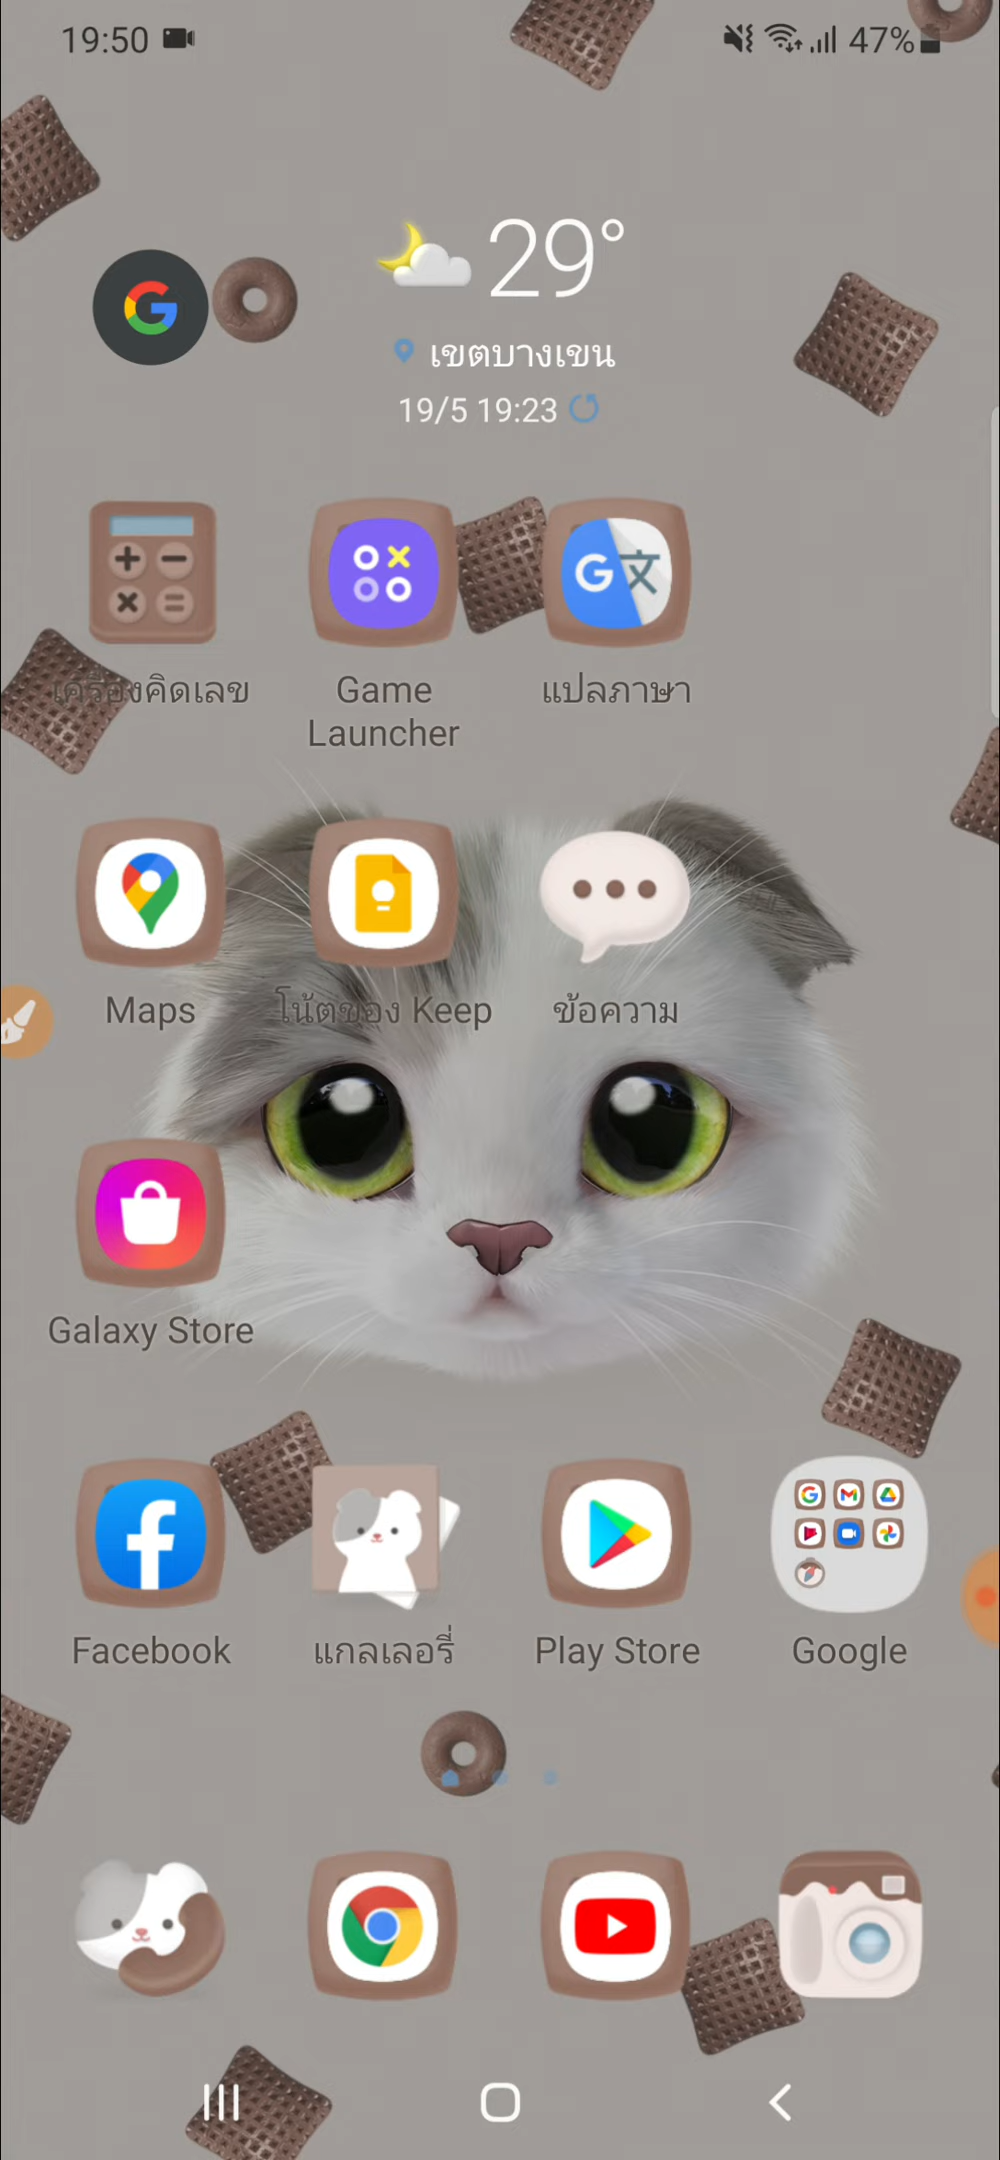 19:50
47%
29°
เขตบางเขน
19/5 19:23
เครื่องคิดเลข
Game
Launcher
แปลภาษา
Maps
โน้ตของ Keep
ข้อความ
Galaxy Store
Facebook
แกลเลอรี่
Play Store
Google